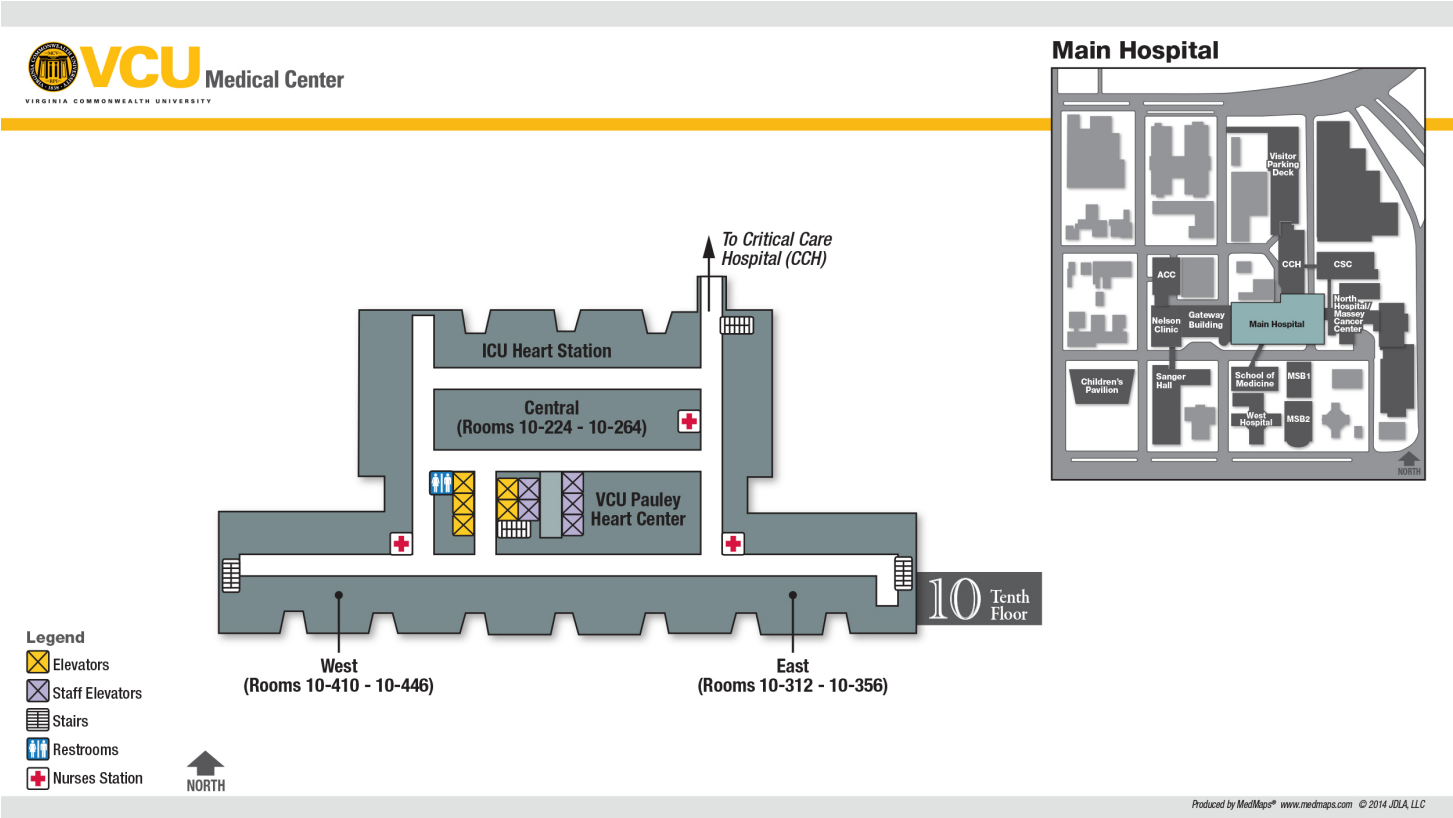 VCU Medical Center
VIRGINIA COMMONWEALTH UNIVERSITY
Main Hospital
Visitor
Parking
Deck
CCH
CSC
ACC
North
Hospital/
Massey
Cancer
Center
Nelson
Clinic
Gateway
Building
Main Hospital
Children's
Pavilion
Sanger
Hall
School of
Medicine
MSB1
West
Hospital
MSB2
NORTH
To Critical Care
Hospital (CCH)
ICU Heart Station
Central
(Rooms 10-224 - 10-264)
VCU Pauley
Heart Center
10 Tenth
Floor
West
(Rooms 10-410 - 10-446)
East
(Rooms 10-312 - 10-356)
Legend
Elevators
Staff Elevators
Stairs
Restrooms
Nurses Station
NORTH
Produced by MedMaps® www.medmaps.com © 2014 JDLA, LLC